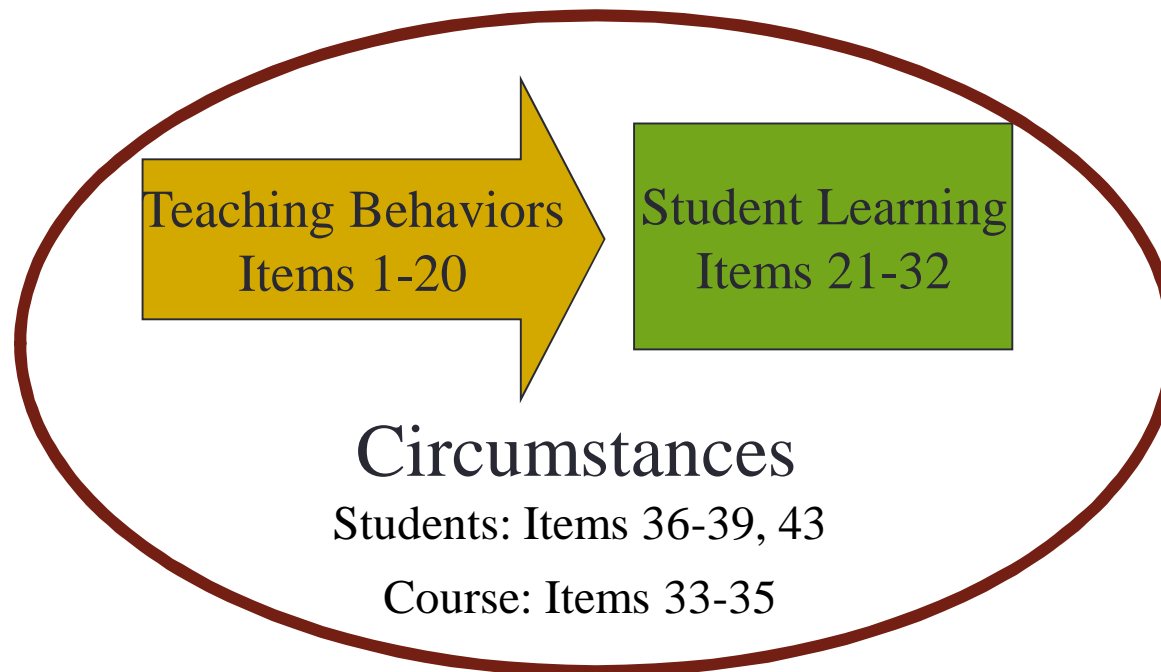 Teaching Behaviors
Items 1-20
Student Learning
Items 21-32
Circumstances
Students: Items 36-39, 43
Course: Items 33-35